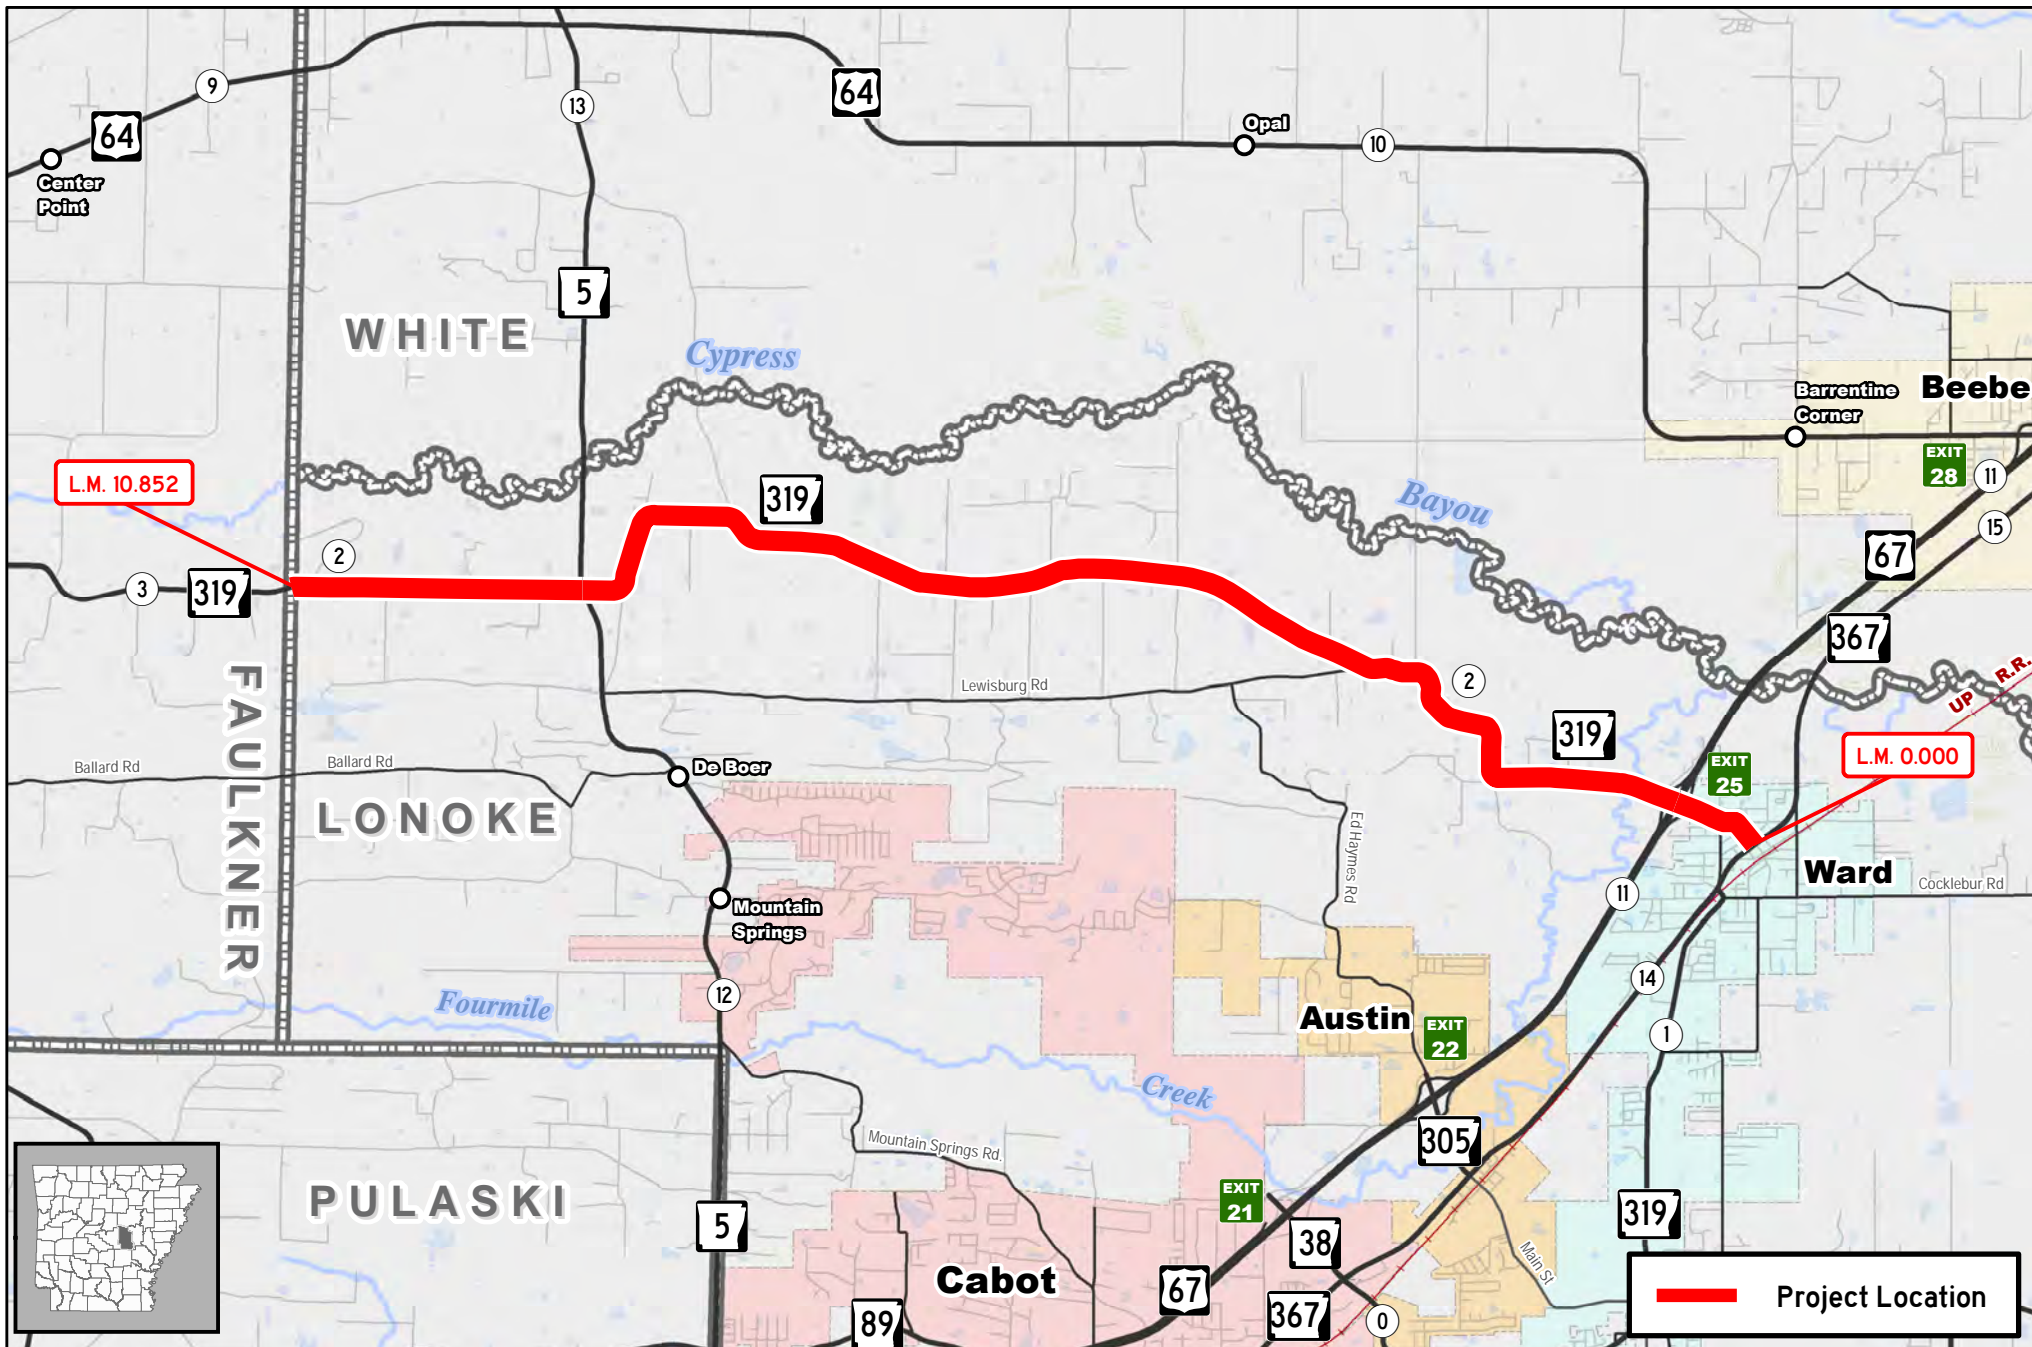 9
64
Center
Point
13
64
Opal
10
5
WHITE
Cypress
Barrentine
Corner
Beebe
EXIT
28
11
15
L.M. 10.852
319
Bayou
2
3
319
67
367
FAULKNER
Lewisburg Rd
2
319
UP R.R.
EXIT
25
L.M. 0.000
Ballard Rd
Ballard Rd
De Boer
LONOKE
Ed Haymes Rd
Ward
Cocklebur Rd
11
Mountain
Springs
12
14
Fourmile
Austin
EXIT
22
1
Creek
305
Mountain Springs Rd.
PULASKI
5
EXIT
21
38
319
Main St
Cabot
67
367
89
0
Project Location